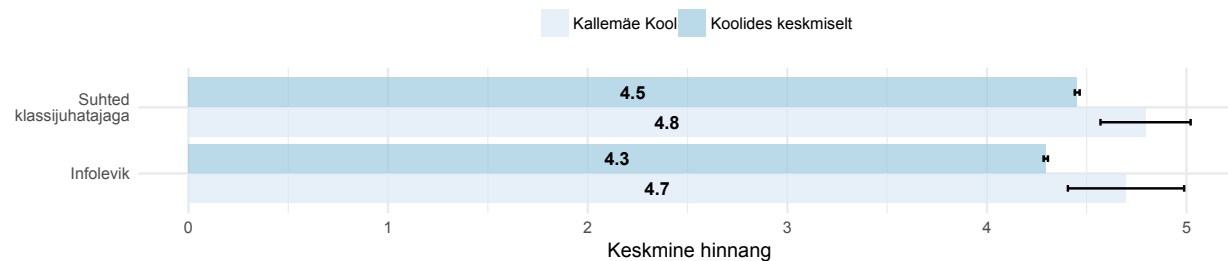 Kallemäe Kool Koolides keskmiselt
Suhted
klassijuhatajaga
4.5
4.8
Infolevik
4.3
4.7
0 1 2 3 4 5
Keskmine hinnang